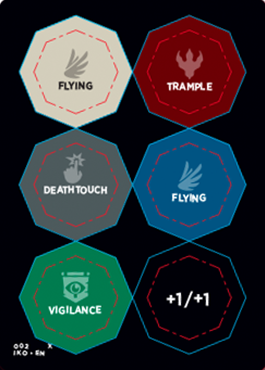 FLYING
TRAMPLE
DEATHTOUCH
FLYING
VIGILANCE
+1/+1
002 X
IKO • EN